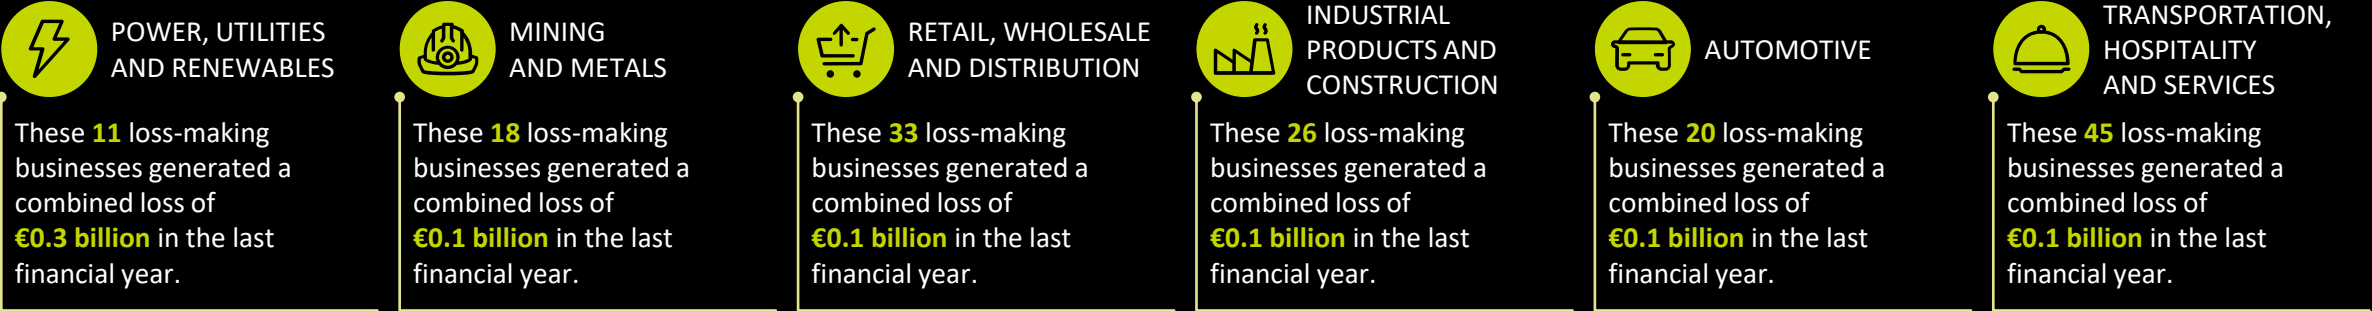 POWER, UTILITIES
AND RENEWABLES
These 11 loss-making
businesses generated a
combined loss of
€0.3 billion in the last
financial year.
MINING
AND METALS
These 18 loss-making
businesses generated a
combined loss of
€0.1 billion in the last
financial year.
RETAIL, WHOLESALE
AND DISTRIBUTION
These 33 loss-making
businesses generated a
combined loss of
€0.1 billion in the last
financial year.
INDUSTRIAL
PRODUCTS AND
CONSTRUCTION
These 26 loss-making
businesses generated a
combined loss of
€0.1 billion in the last
financial year.
AUTOMOTIVE
These 20 loss-making
businesses generated a
combined loss of
€0.1 billion in the last
financial year.
TRANSPORTATION,
HOSPITALITY
AND SERVICES
These 45 loss-making
businesses generated a
combined loss of
€0.1 billion in the last
financial year.